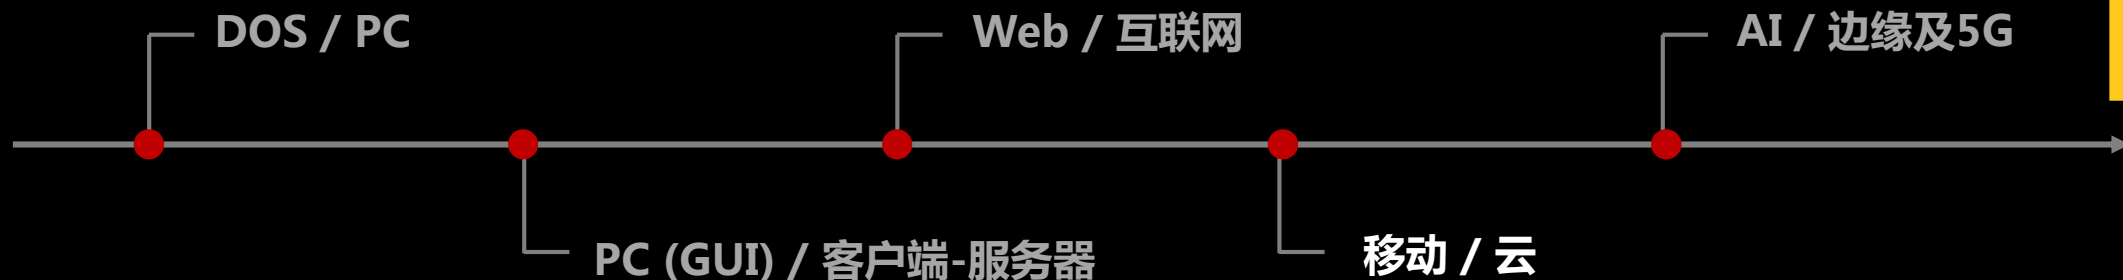 DOS / PC
Web / 互联网
AI / 边缘及5G
PC (GUI) / 客户端-服务器
移动 / 云